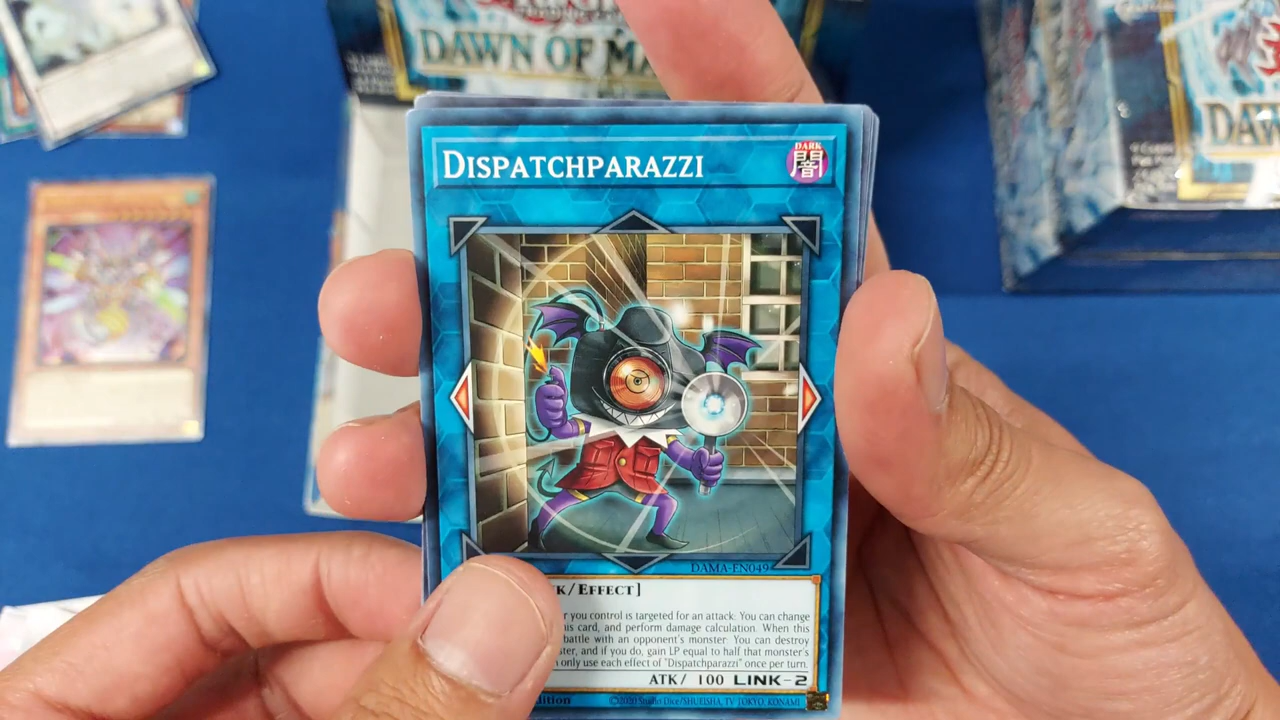 DAWN OF MA
DAW
DISPATCHPARAZZI
DARK
闇
DAMA-EN049
K/EFFECT]
r you control is targeted for an attack: You can change
is card, and perform damage calculation. When this
battle with an opponent's monster: You can destroy
ter, and if you do, gain LP equal to half that monster's
only use each effect of "Dispatchparazzi" once per turn.
ATK/ 100 LINK-2
dition ©2020 Studio Dice/SHUEISHA, TV TOKYO, KONAMI